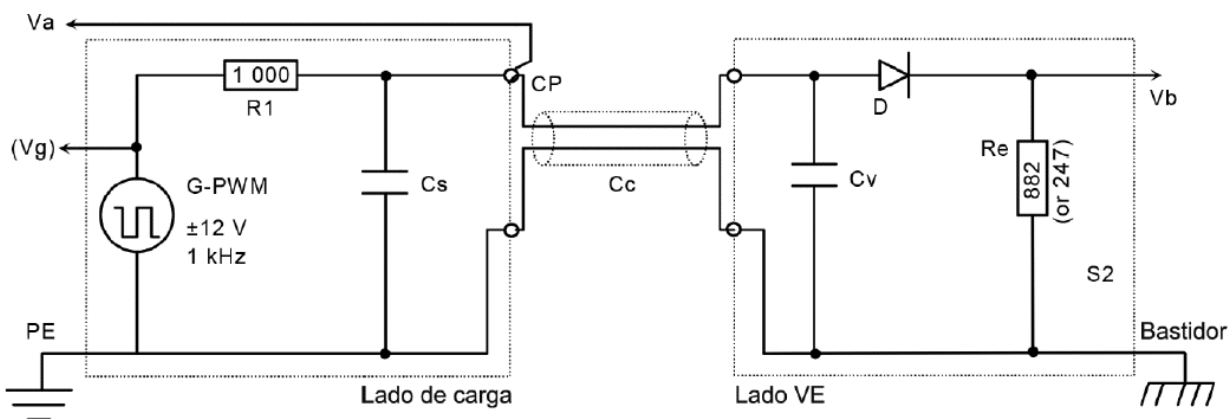 Va
1 000
R1
CP
D
Vb
(Vg)
G-PWM
±12 V
1 kHz
Cs
Cc
Cv
Re
882
(or 247)
S2
PE
Bastidor
Lado de carga
Lado VE